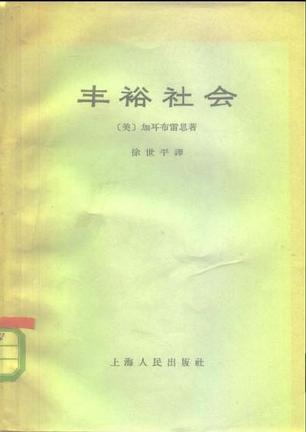 丰裕社会
〔美〕加耳布雷思著
徐世平譯
上海人民出版社